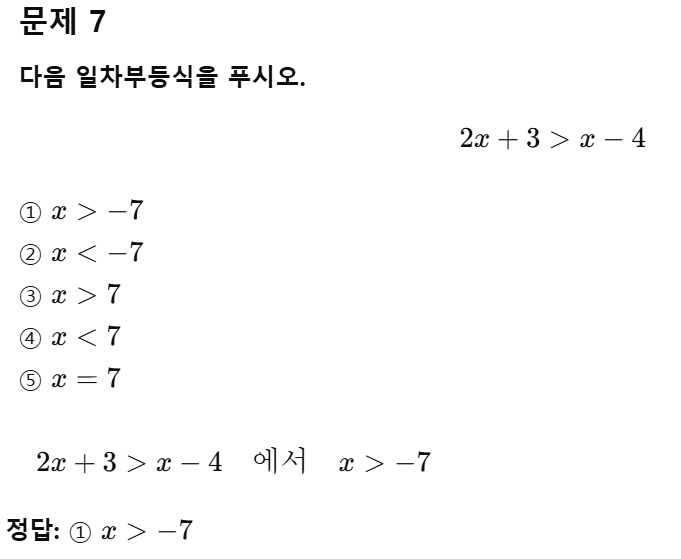 문제 7
다음 일차부등식을 푸시오.
2x + 3 > x − 4
① x > −7
② x < −7
③ x > 7
④ x < 7
⑤ x = 7
2x + 3 > x − 4 에서 x > −7
정답: ① x > −7